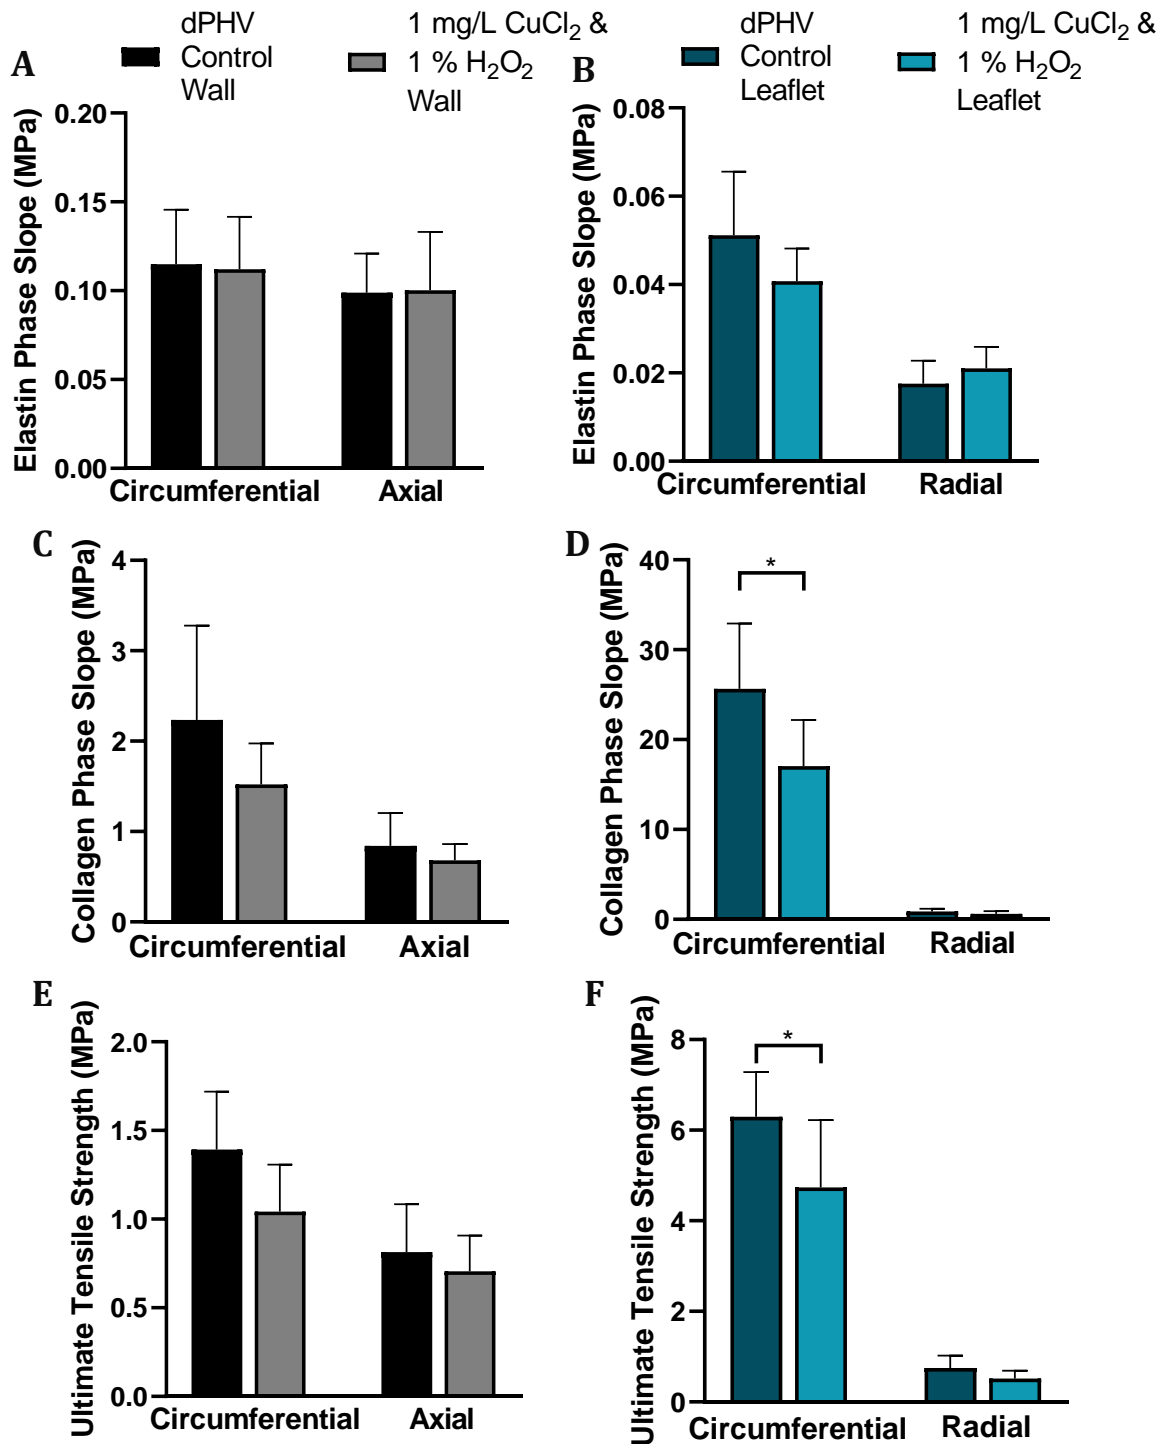 A
dPHV
Control
Wall
1 mg/L CuCl₂ &
1 % H₂O₂
Wall
B
dPHV
Control
Leaflet
1 mg/L CuCl₂ &
1 % H₂O₂
Leaflet
Elastin Phase Slope (MPa)
0.20
0.15
0.10
0.05
0.00
Circumferential
Axial
Elastin Phase Slope (MPa)
0.08
0.06
0.04
0.02
0.00
Circumferential
Radial
C
Collagen Phase Slope (MPa)
4
3
2
1
0
Circumferential
Axial
D
Collagen Phase Slope (MPa)
40
30
20
10
0
*
Circumferential
Radial
E
Ultimate Tensile Strength (MPa)
2.0
1.5
1.0
0.5
0.0
Circumferential
Axial
F
Ultimate Tensile Strength (MPa)
8
6
4
2
0
*
Circumferential
Radial